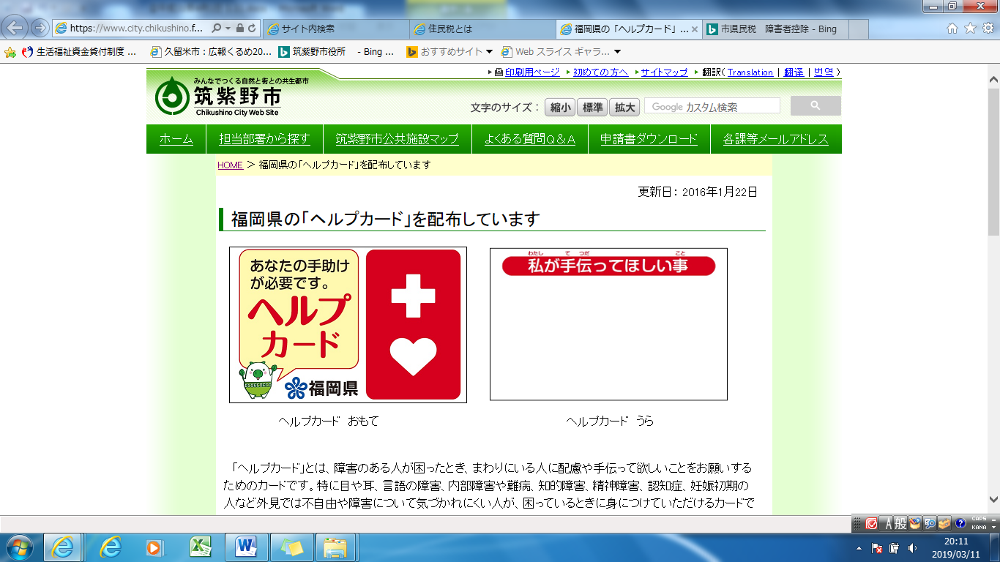 https://www.city.chikushino.f...
サイト内検索
住民税とは
福岡県の「ヘルプカード」...
市県民税 障害者控除 - Bing
生活福祉資金貸付制度 ...
久留米市：広報くるめ20...
筑紫野市役所 - Bing ...
おすすめサイト
Web スライス ギャラ...
みんなでつくる自然と街との共生都市
筑紫野市
Chikushino City Web Site
印刷用ページ
初めての方へ
サイトマップ
翻訳( Translation | 翻译 | 번역 )
文字のサイズ：
縮小
標準
拡大
Google カスタム検索
ホーム
担当部署から探す
筑紫野市公共施設マップ
よくある質問Q＆A
申請書ダウンロード
各課等メールアドレス
HOME ＞ 福岡県の「ヘルプカード」を配布しています
更新日： 2016年1月22日
福岡県の「ヘルプカード」を配布しています
あなたの手助け
が必要です。
ヘルプ
カード
福岡県
わたし て つだ こと
私が手伝ってほしい事
ヘルプカード おもて
ヘルプカード うら
「ヘルプカード」とは、障害のある人が困ったとき、まわりにいる人に配慮や手伝って欲しいことをお願いする
ためのカードです。特に目や耳、言語の障害、内部障害や難病、知的障害、精神障害、認知症、妊娠初期の
人など外見では不自由や障害について気づかれにくい人が、困っているときに身につけていただけるカードで
A 般
CAPS
KANA
20:11
2019/03/11